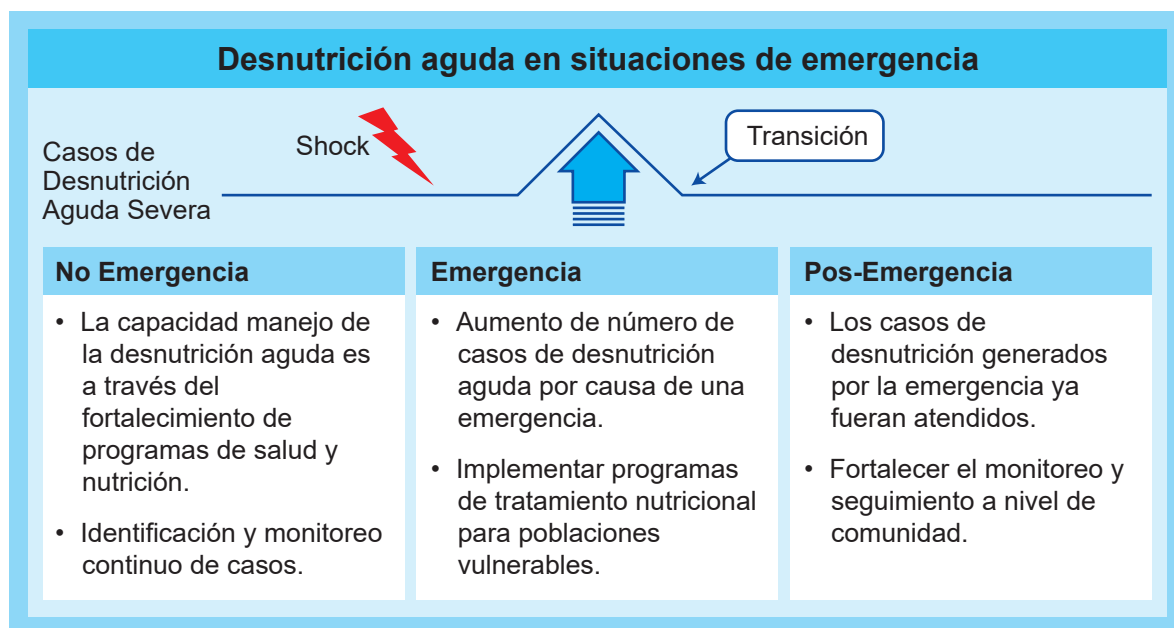 Desnutrición aguda en situaciones de emergencia
Shock
Transición
Casos de
Desnutrición
Aguda Severa
No Emergencia
• La capacidad manejo de
la desnutrición aguda es
a través del
fortalecimiento de
programas de salud y
nutrición.
• Identificación y monitoreo
continuo de casos.
Emergencia
• Aumento de número de
casos de desnutrición
aguda por causa de una
emergencia.
• Implementar programas
de tratamiento nutricional
para poblaciones
vulnerables.
Pos-Emergencia
• Los casos de
desnutrición generados
por la emergencia ya
fueran atendidos.
• Fortalecer el monitoreo y
seguimiento a nivel de
comunidad.